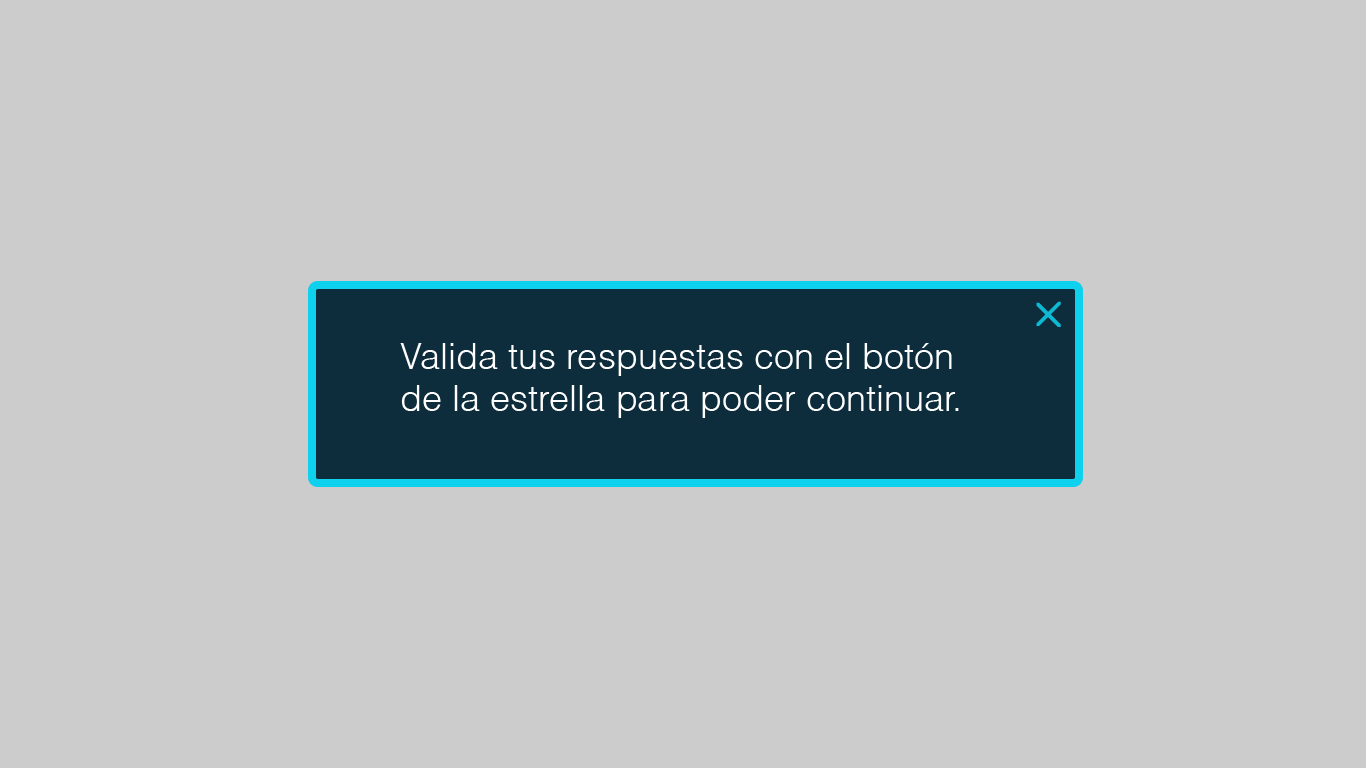 Valida tus respuestas con el botón
de la estrella para poder continuar.